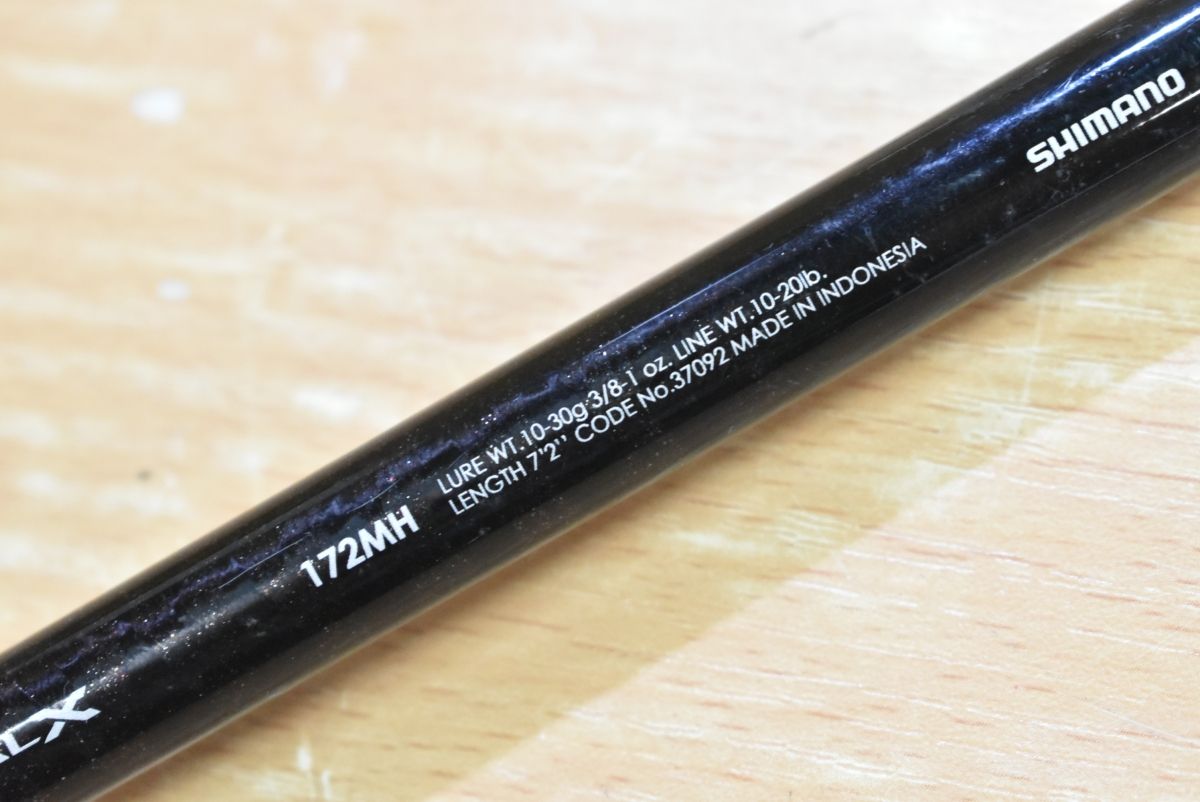 172MH
LURE WT.10-30g·3/8-1 oz. LINE WT.10-20lb.
LENGTH 7'2'' CODE No.37092 MADE IN INDONESIA
SHIMANO